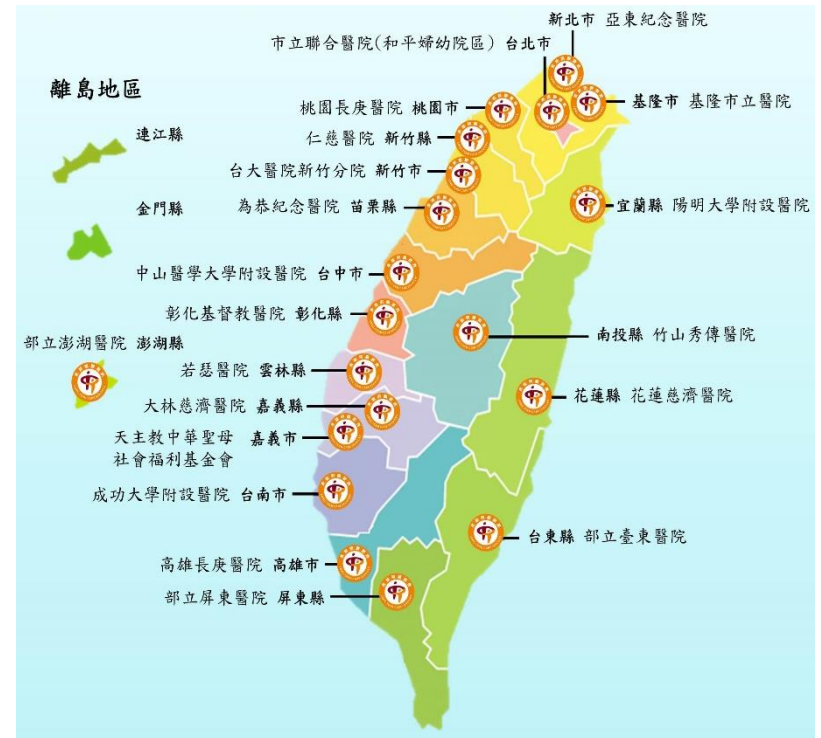 新北市 亞東紀念醫院
市立聯合醫院(和平婦幼院區) 台北市
離島地區
桃園長庚醫院 桃園市
基隆市 基隆市立醫院
連江縣
仁慈醫院 新竹縣
台大醫院新竹分院 新竹市
金門縣
為恭紀念醫院 苗栗縣
宜蘭縣 陽明大學附設醫院
中山醫學大學附設醫院 台中市
彰化基督教醫院 彰化縣
南投縣 竹山秀傳醫院
部立澎湖醫院 澎湖縣
若瑟醫院 雲林縣
花蓮縣 花蓮慈濟醫院
大林慈濟醫院 嘉義縣
天主教中華聖母 嘉義市
社會福利基金會
成功大學附設醫院 台南市
台東縣 部立臺東醫院
高雄長庚醫院 高雄市
部立屏東醫院 屏東縣